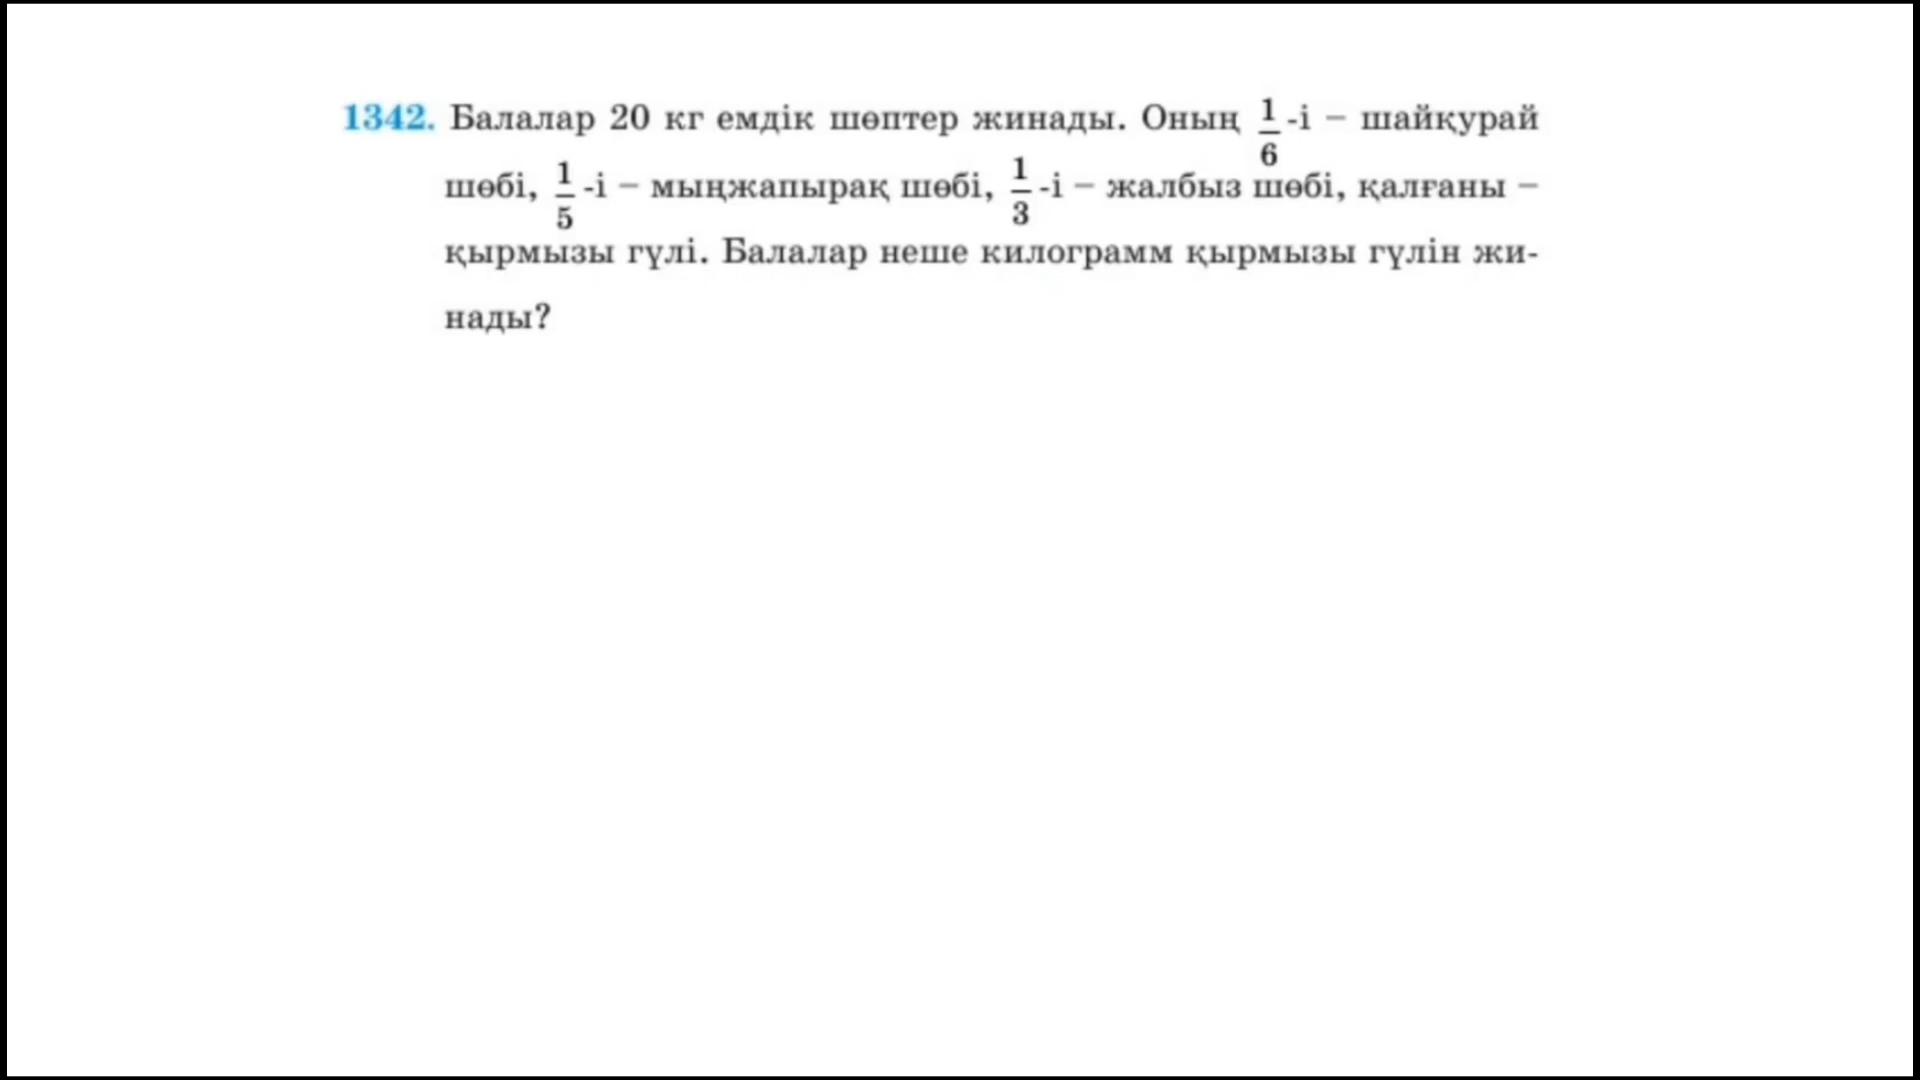 1342. Балалар 20 кг емдік шөптер жинады. Оның 1/6 -і – шайқурай
шөбі, 1/5 -і – мыңжапырақ шөбі, 1/3 -і – жалбыз шөбі, қалғаны –
қырмызы гүлі. Балалар неше килограмм қырмызы гүлін жи-
нады?